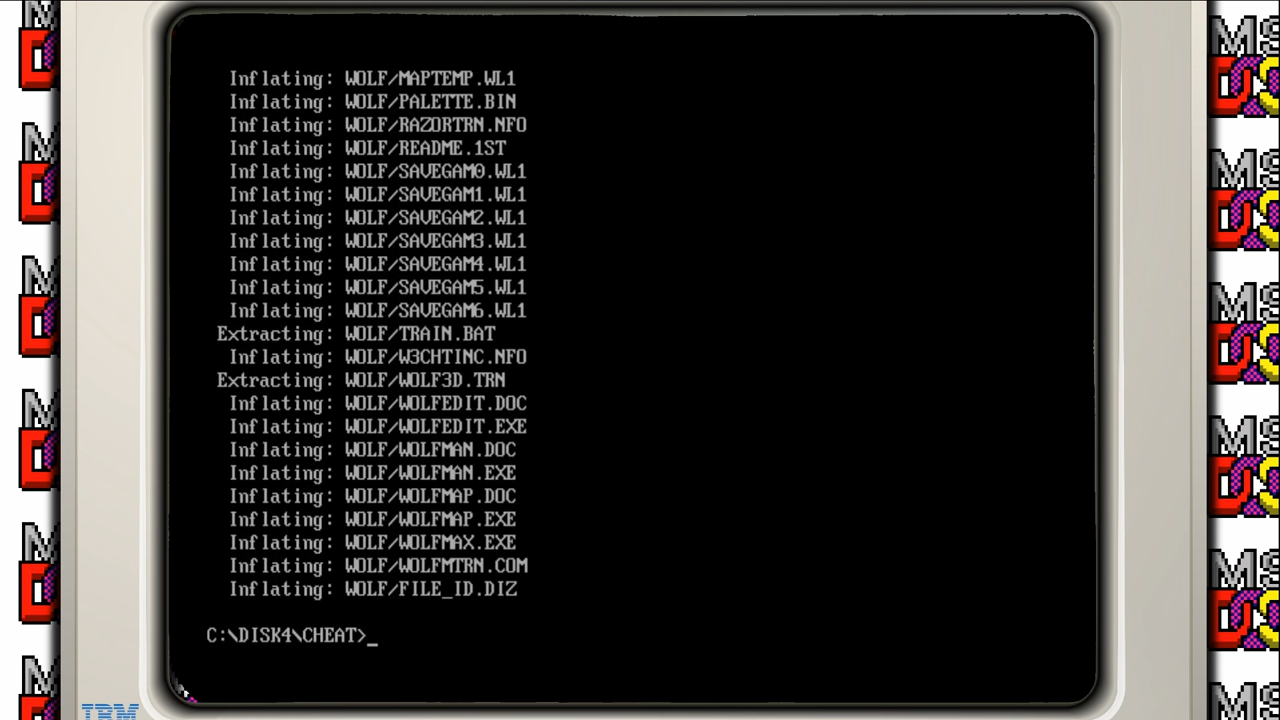 Inflating: WOLF/MAPTEMP.WL1
Inflating: WOLF/PALETTE.BIN
Inflating: WOLF/RAZORTRN.NFO
Inflating: WOLF/README.1ST
Inflating: WOLF/SAVEGAM0.WL1
Inflating: WOLF/SAVEGAM1.WL1
Inflating: WOLF/SAVEGAM2.WL1
Inflating: WOLF/SAVEGAM3.WL1
Inflating: WOLF/SAVEGAM4.WL1
Inflating: WOLF/SAVEGAM5.WL1
Inflating: WOLF/SAVEGAM6.WL1
Extracting: WOLF/TRAIN.BAT
Inflating: WOLF/W3CHTINC.NFO
Extracting: WOLF/WOLF3D.TRN
Inflating: WOLF/WOLFEDIT.DOC
Inflating: WOLF/WOLFEDIT.EXE
Inflating: WOLF/WOLFMAN.DOC
Inflating: WOLF/WOLFMAN.EXE
Inflating: WOLF/WOLFMAP.DOC
Inflating: WOLF/WOLFMAP.EXE
Inflating: WOLF/WOLFMAX.EXE
Inflating: WOLF/WOLFMTRN.COM
Inflating: WOLF/FILE_ID.DIZ
C:\DISK4\CHEAT>_
IBM